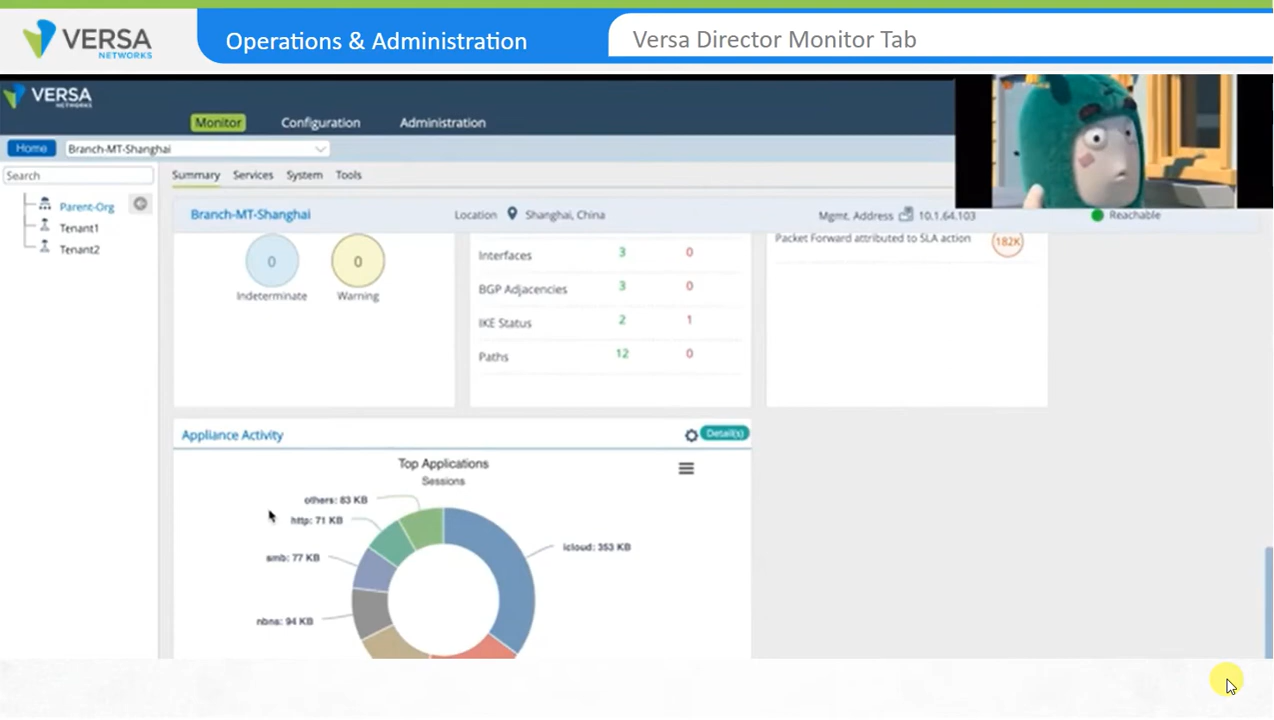 VERSA
NETWORKS
Operations & Administration
Versa Director Monitor Tab
VERSA
NETWORKS
Monitor
Configuration
Administration
Home
Branch-MT-Shanghai
Search
Summary
Services
System
Tools
Parent-Org
Tenant1
Tenant2
Branch-MT-Shanghai
Location
Shanghai, China
Mgmt. Address
10.1.64.103
Reachable
0
Indeterminate
0
Warning
Interfaces 3 0
BGP Adjacencies 3 0
IKE Status 2 1
Paths 12 0
Packet Forward attributed to SLA action
182K
Appliance Activity
Detail(s)
Top Applications
Sessions
others: 83 KB
http: 71 KB
smb: 77 KB
nbns: 94 KB
icloud: 353 KB